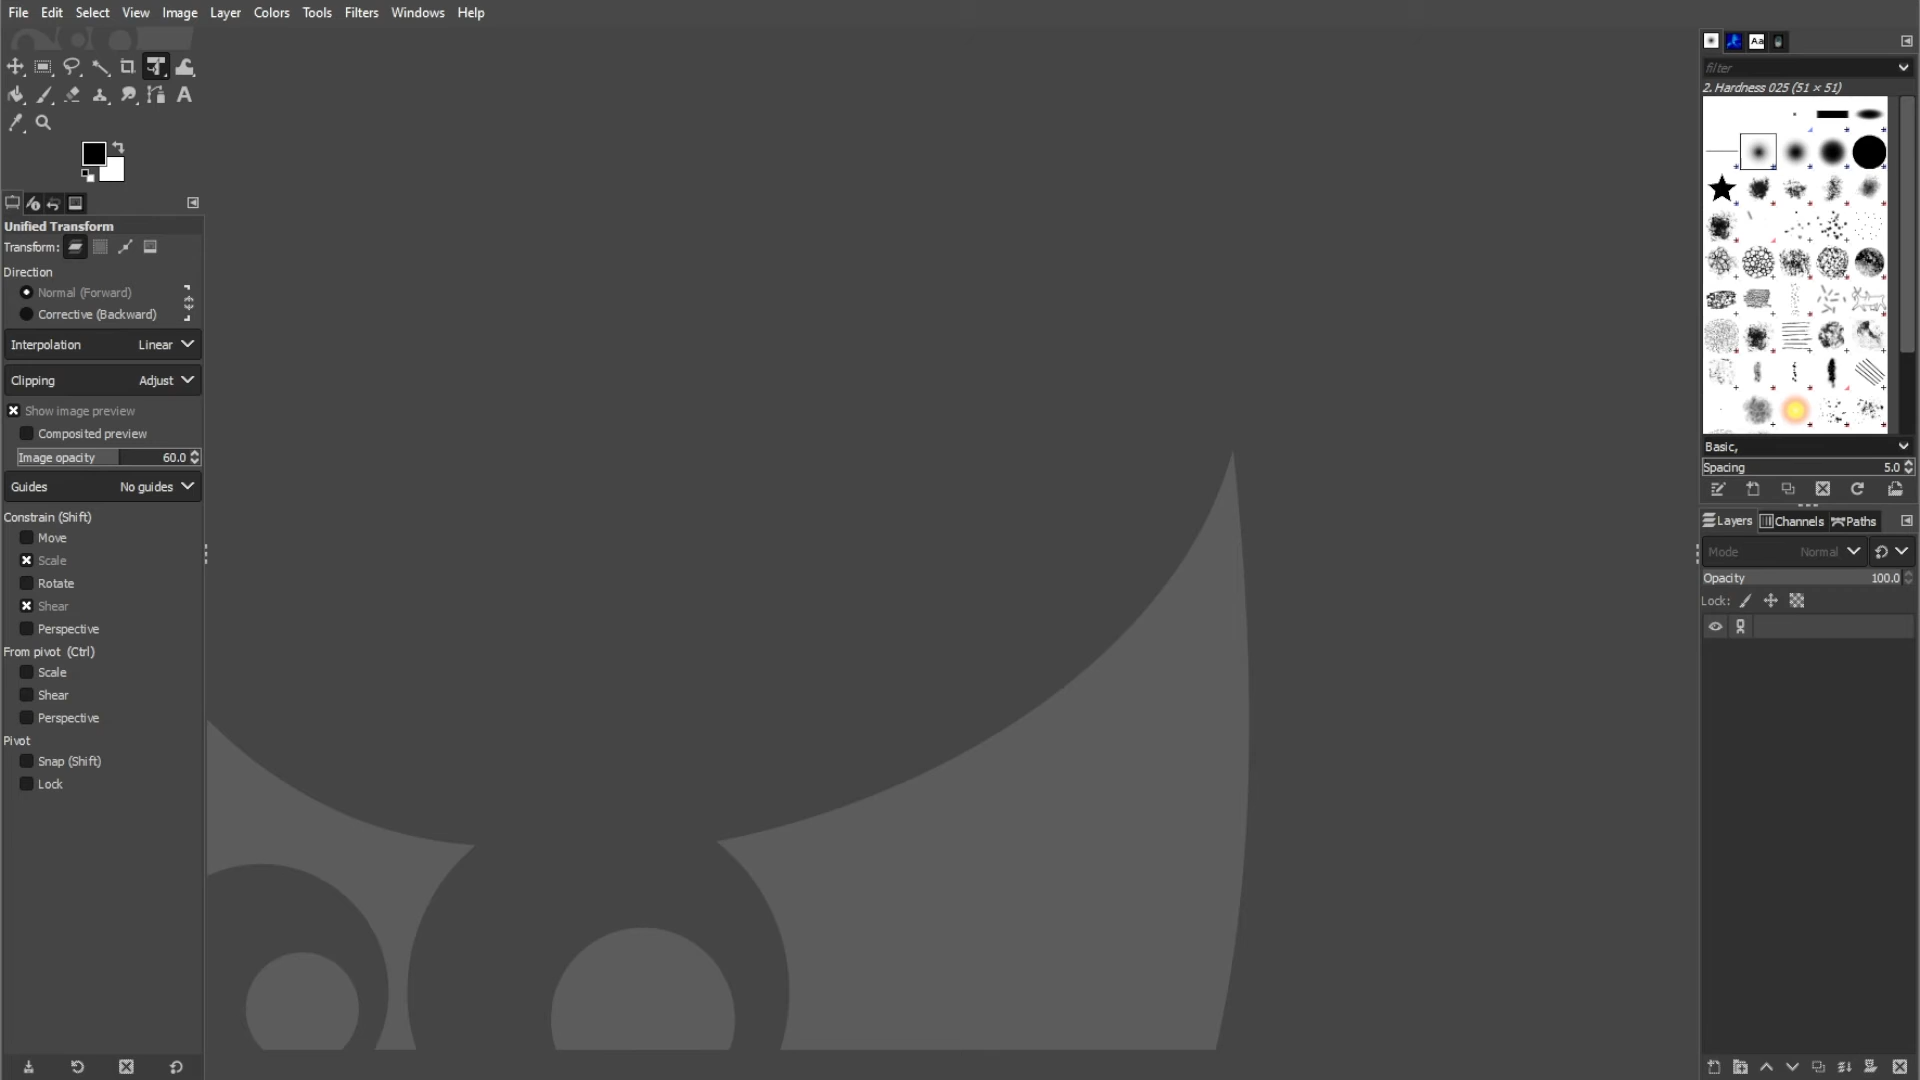 File Edit Select View Image Layer Colors Tools Filters Windows Help
A
Unified Transform
Transform:
Direction
Normal (Forward)
Corrective (Backward)
Interpolation Linear
Clipping Adjust
Show image preview
Composited preview
Image opacity 60.0
Guides No guides
Constrain (Shift)
Move
Scale
Rotate
Shear
Perspective
From pivot (Ctrl)
Scale
Shear
Perspective
Pivot
Snap (Shift)
Lock
Aa
filter
2. Hardness 025 (51 × 51)
Basic,
Spacing 5.0
Layers Channels Paths
Mode Normal
Opacity 100.0
Lock: